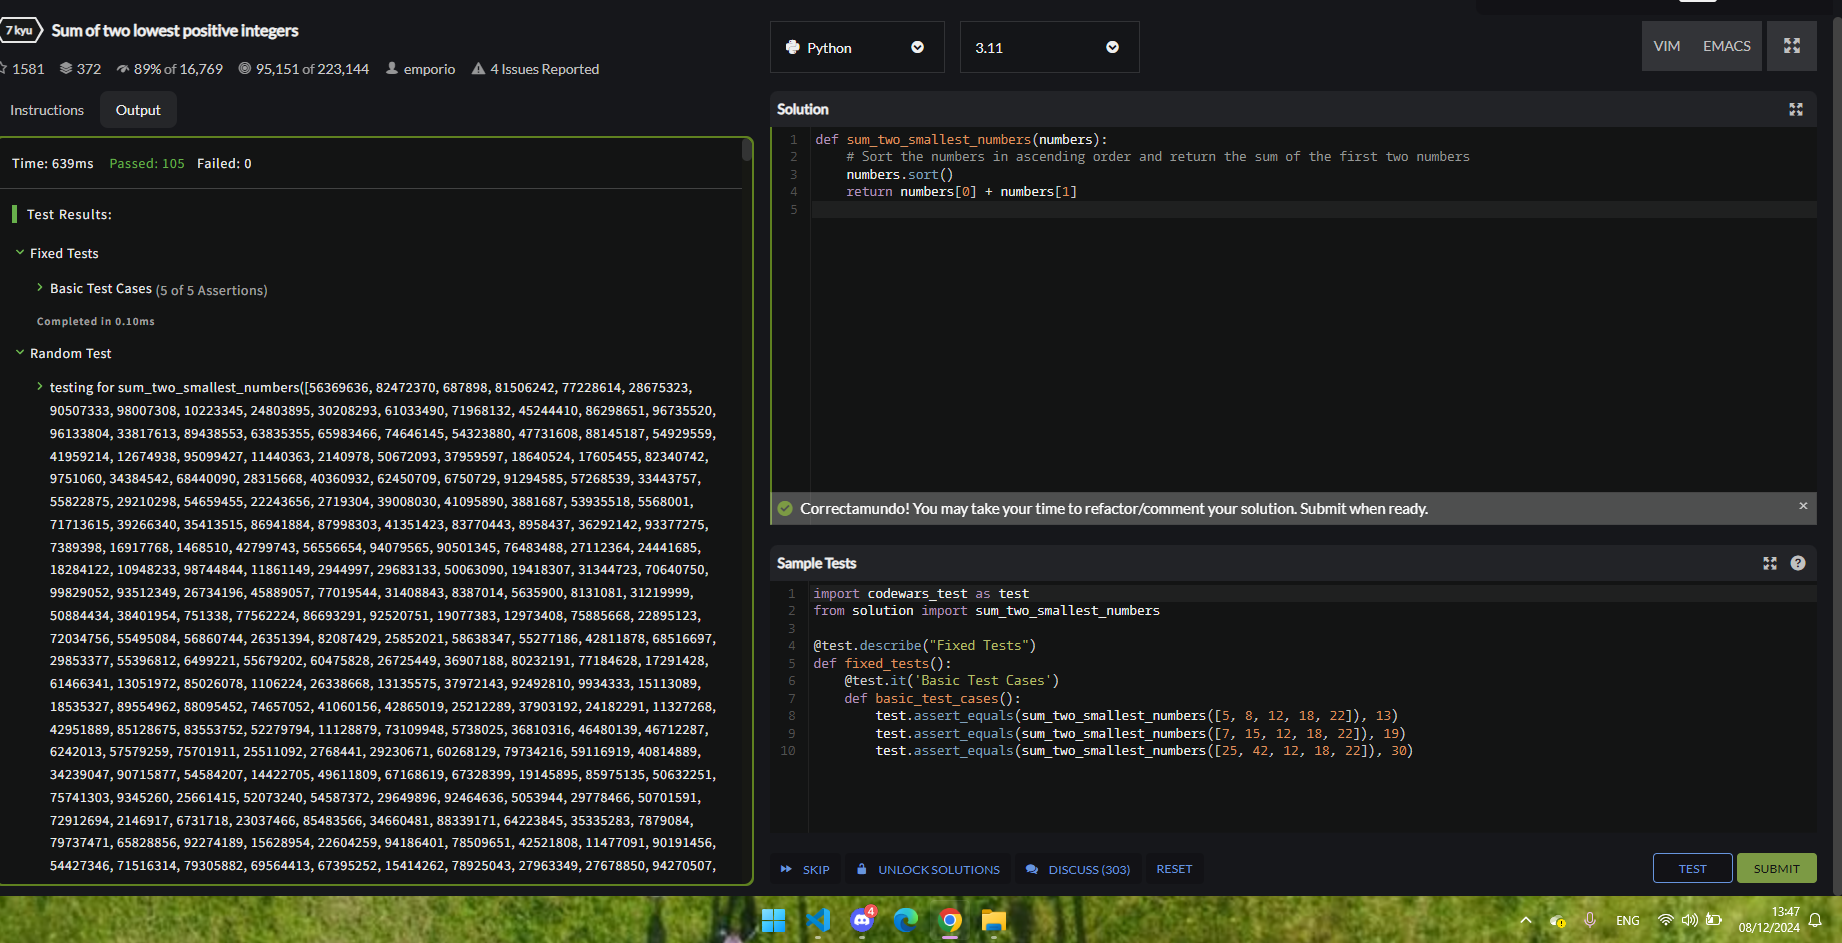 7 kyu Sum of two lowest positive integers
1581 372 89% of 16,769 95,151 of 223,144 emporio 4 Issues Reported
Instructions Output
Time: 639ms Passed: 105 Failed: 0
Test Results:
Fixed Tests
Basic Test Cases (5 of 5 Assertions)
Completed in 0.10ms
Random Test
testing for sum_two_smallest_numbers([56369636, 82472370, 687898, 81506242, 77228614, 28675323,
90507333, 98007308, 10223345, 24803895, 30208293, 61033490, 71968132, 45244410, 86298651, 96735520,
96133804, 33817613, 89438553, 63835355, 65983466, 74646145, 54323880, 47731608, 88145187, 54929559,
41959214, 12674938, 95099427, 11440363, 2140978, 50672093, 37959597, 18640524, 17605455, 82340742,
9751060, 34384542, 68440090, 28315668, 40360932, 62450709, 6750729, 91294585, 57268539, 33443757,
55822875, 29210298, 54659455, 22243656, 2719304, 39008030, 41095890, 3881687, 53935518, 5568001,
71713615, 39266340, 35413515, 86941884, 87998303, 41351423, 83770443, 8958437, 36292142, 93377275,
7389398, 16917768, 1468510, 42799743, 56556654, 94079565, 90501345, 76483488, 27112364, 24441685,
18284122, 10948233, 98744844, 11861149, 2944997, 29683133, 50063090, 19418307, 31344723, 70640750,
99829052, 93512349, 26734196, 45889057, 77019544, 31408843, 8387014, 5635900, 8131081, 31219999,
50884434, 38401954, 751338, 77562224, 86693291, 92520751, 19077383, 12973408, 75885668, 22895123,
72034756, 55495084, 56860744, 26351394, 82087429, 25852021, 58638347, 55277186, 42811878, 68516697,
29853377, 55396812, 6499221, 55679202, 60475828, 26725449, 36907188, 80232191, 77184628, 17291428,
61466341, 13051972, 85026078, 1106224, 26338668, 13135575, 37972143, 92492810, 9934333, 15113089,
18535327, 89554962, 88095452, 74657052, 41060156, 42865019, 25212289, 37903192, 24182291, 11327268,
42951889, 85128675, 83553752, 52279794, 11128879, 73109948, 5738025, 36810316, 46480139, 46712287,
6242013, 57579259, 75701911, 25511092, 2768441, 29230671, 60268129, 79734216, 59116919, 40814889,
34239047, 90715877, 54584207, 14422705, 49611809, 67168619, 67328399, 19145895, 85975135, 50632251,
75741303, 9345260, 25661415, 52073240, 54587372, 29649896, 92464636, 5053944, 29778466, 50701591,
72912694, 2146917, 6731718, 23037466, 85483566, 34660481, 88339171, 64223845, 35335283, 7879084,
79737471, 65828856, 92274189, 15628954, 22604259, 94186401, 78509651, 42521808, 11477091, 90191456,
54427346, 71516314, 79305882, 69564413, 67395252, 15414262, 78925043, 27963349, 27678850, 94270507,
Python 3.11 VIM EMACS
Solution
1 def sum_two_smallest_numbers(numbers):
2 # Sort the numbers in ascending order and return the sum of the first two numbers
3 numbers.sort()
4 return numbers[0] + numbers[1]
5
Correctamundo! You may take your time to refactor/comment your solution. Submit when ready. ×
Sample Tests ?
1 import codewars_test as test
2 from solution import sum_two_smallest_numbers
3
4 @test.describe("Fixed Tests")
5 def fixed_tests():
6 @test.it('Basic Test Cases')
7 def basic_test_cases():
8 test.assert_equals(sum_two_smallest_numbers([5, 8, 12, 18, 22]), 13)
9 test.assert_equals(sum_two_smallest_numbers([7, 15, 12, 18, 22]), 19)
10 test.assert_equals(sum_two_smallest_numbers([25, 42, 12, 18, 22]), 30)
SKIP UNLOCK SOLUTIONS DISCUSS (303) RESET TEST SUBMIT
4
ENG 13:47
08/12/2024